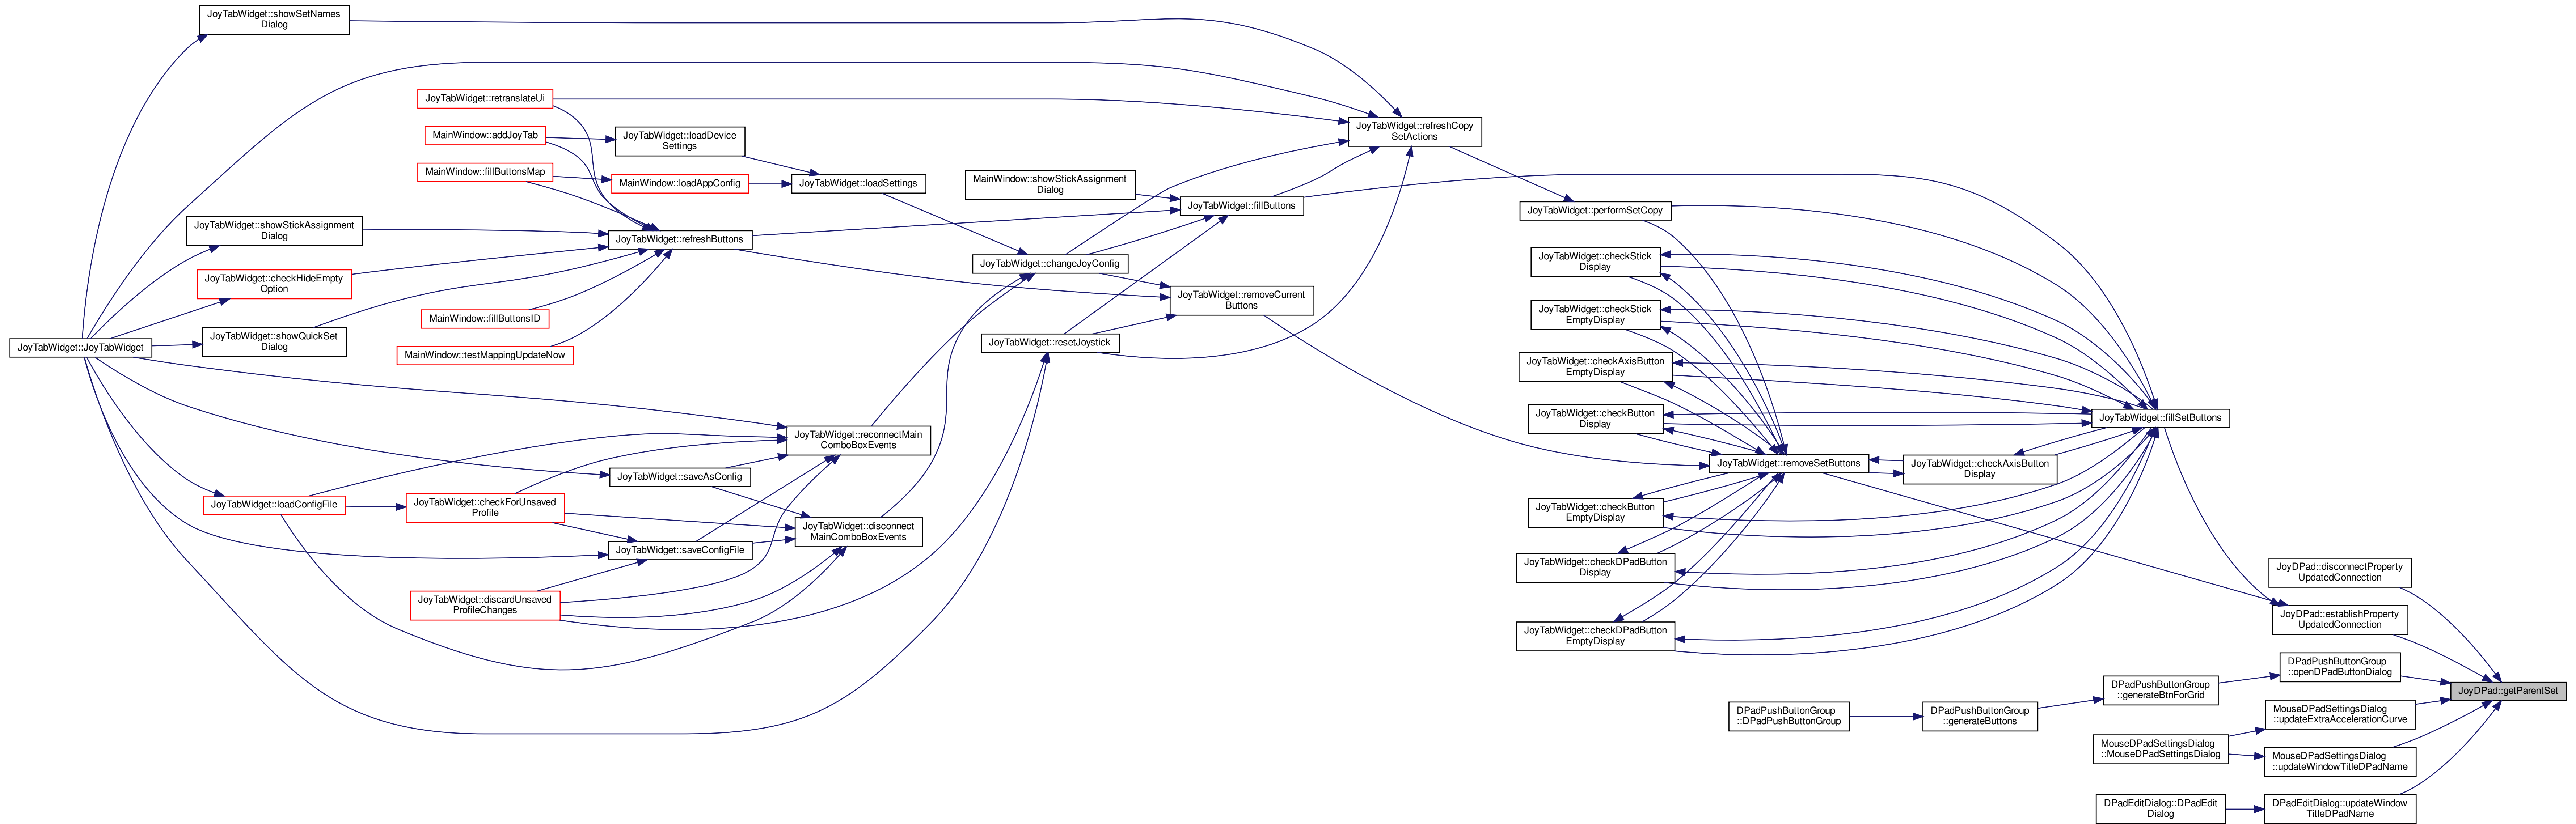 JoyTabWidget::showSetNames
Dialog
JoyTabWidget::retranslateUi
MainWindow::addJoyTab
JoyTabWidget::loadDevice
Settings
MainWindow::fillButtonsMap
MainWindow::loadAppConfig
JoyTabWidget::loadSettings
JoyTabWidget::showStickAssignment
Dialog
JoyTabWidget::refreshButtons
JoyTabWidget::checkHideEmpty
Option
MainWindow::fillButtonsID
JoyTabWidget::showQuickSet
Dialog
JoyTabWidget::JoyTabWidget
MainWindow::testMappingUpdateNow
JoyTabWidget::refreshCopy
SetActions
MainWindow::showStickAssignment
Dialog
JoyTabWidget::fillButtons
JoyTabWidget::changeJoyConfig
JoyTabWidget::removeCurrent
Buttons
JoyTabWidget::resetJoystick
JoyTabWidget::reconnectMain
ComboBoxEvents
JoyTabWidget::saveAsConfig
JoyTabWidget::loadConfigFile
JoyTabWidget::checkForUnsaved
Profile
JoyTabWidget::disconnect
MainComboBoxEvents
JoyTabWidget::saveConfigFile
JoyTabWidget::discardUnsaved
ProfileChanges
JoyTabWidget::performSetCopy
JoyTabWidget::checkStick
Display
JoyTabWidget::checkStick
EmptyDisplay
JoyTabWidget::checkAxisButton
EmptyDisplay
JoyTabWidget::checkButton
Display
JoyTabWidget::fillSetButtons
JoyTabWidget::removeSetButtons
JoyTabWidget::checkAxisButton
Display
JoyTabWidget::checkButton
EmptyDisplay
JoyTabWidget::checkDPadButton
Display
JoyTabWidget::checkDPadButton
EmptyDisplay
JoyDPad::disconnectProperty
UpdatedConnection
JoyDPad::establishProperty
UpdatedConnection
DPadPushButtonGroup
::openDPadButtonDialog
JoyDPad::getParentSet
DPadPushButtonGroup
::generateBtnForGrid
DPadPushButtonGroup
::DPadPushButtonGroup
DPadPushButtonGroup
::generateButtons
MouseDPadSettingsDialog
::updateExtraAccelerationCurve
MouseDPadSettingsDialog
::MouseDPadSettingsDialog
MouseDPadSettingsDialog
::updateWindowTitleDPadName
DPadEditDialog::DPadEdit
Dialog
DPadEditDialog::updateWindow
TitleDPadName